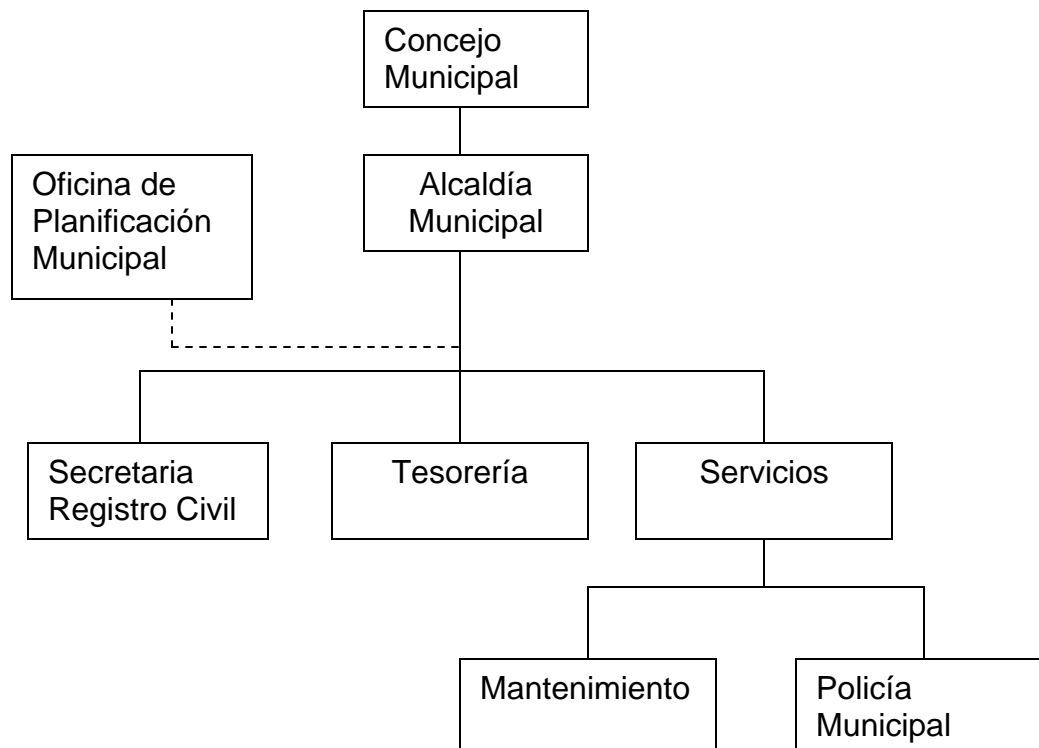 Concejo
Municipal
Oficina de
Planificación
Municipal
Alcaldía
Municipal
Secretaria
Registro Civil
Tesorería
Servicios
Mantenimiento
Policía
Municipal